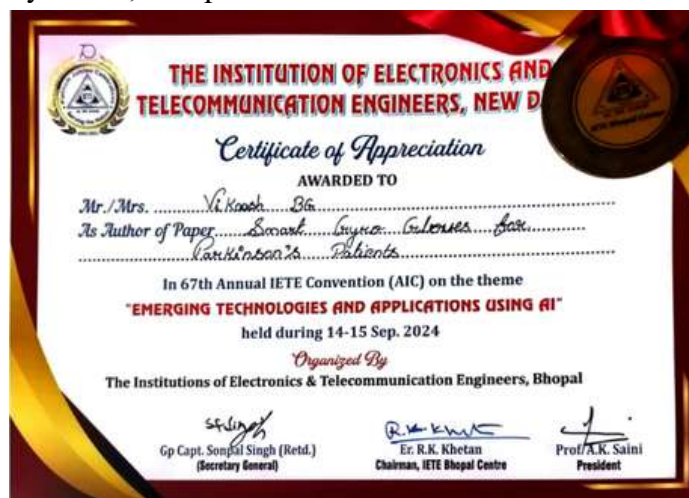 THE INSTITUTION OF ELECTRONICS AND
TELECOMMUNICATION ENGINEERS, NEW D
Certificate of Appreciation
AWARDED TO
Mr./Mrs. Vikaash BG
As Author of Paper Smart Gyro Gloves for
Parkinson's Patients
In 67th Annual IETE Convention (AIC) on the theme
"EMERGING TECHNOLOGIES AND APPLICATIONS USING AI"
held during 14-15 Sep. 2024
Organized By
The Institutions of Electronics & Telecommunication Engineers, Bhopal
R.K. Khet
Gp Capt. Sonpal Singh (Retd.)
(Secretary General)
Er. R.K. Khetan
Chairman, IETE Bhopal Centre
Prof/A.K. Saini
President